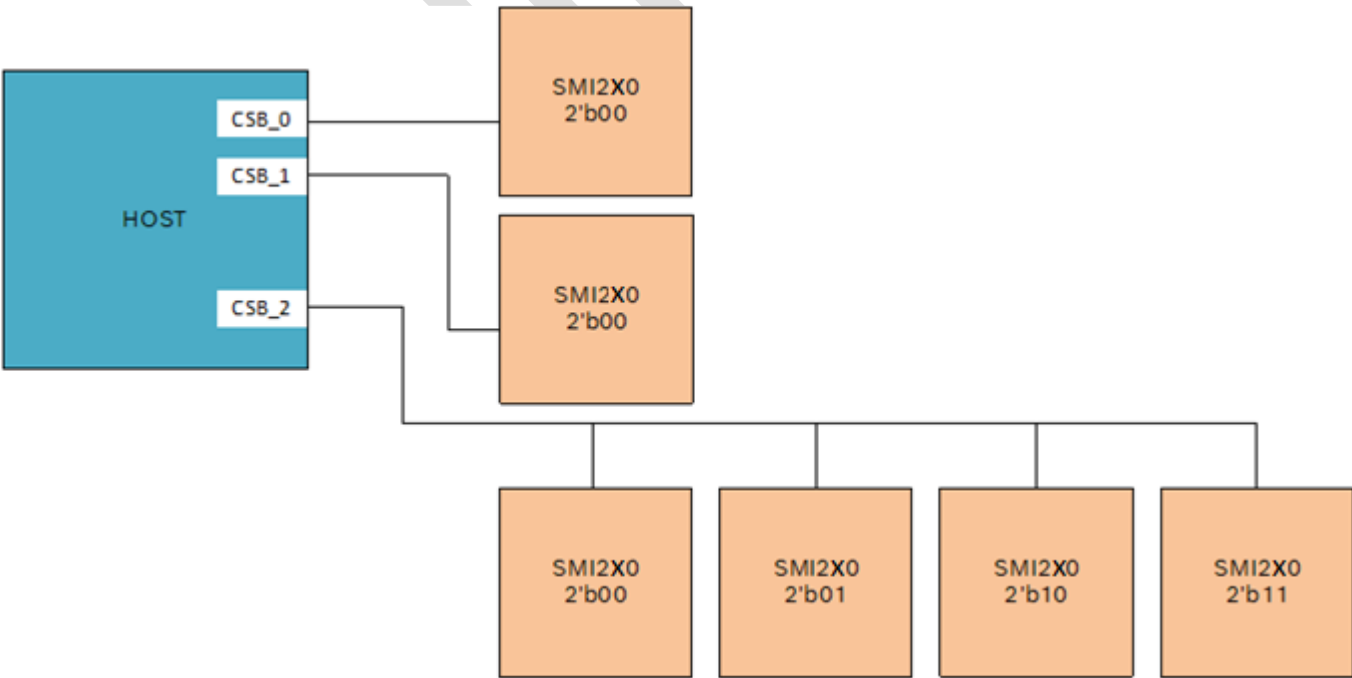 SMI2X0
2'b00
CSB_0
CSB_1
HOST
CSB_2
SMI2X0
2'b00
SMI2X0
2'b00
SMI2X0
2'b01
SMI2X0
2'b10
SMI2X0
2'b11